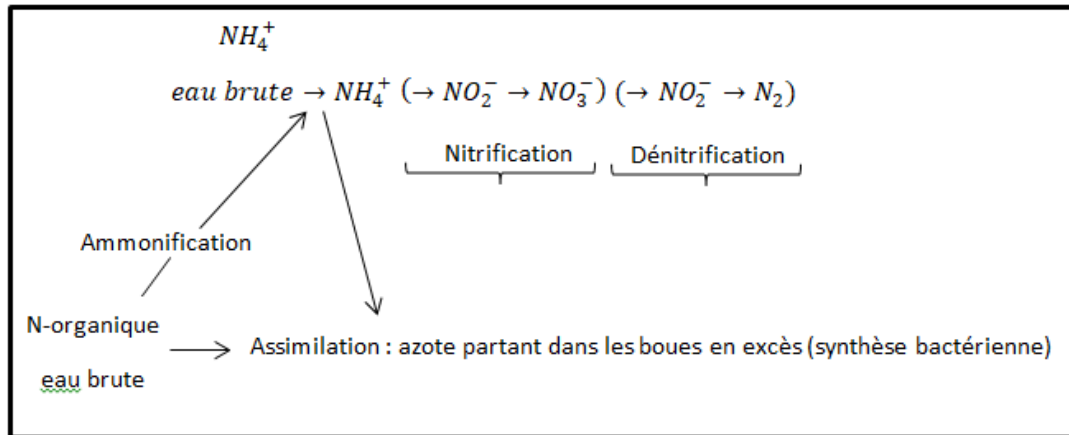 NH₄⁺
eau brute → NH₄⁺ (→ NO₂⁻ → NO₃⁻) (→ NO₂⁻ → N₂)
Nitrification Dénitrification
Ammonification
N-organique
Assimilation : azote partant dans les boues en excès (synthèse bactérienne)
eau brute